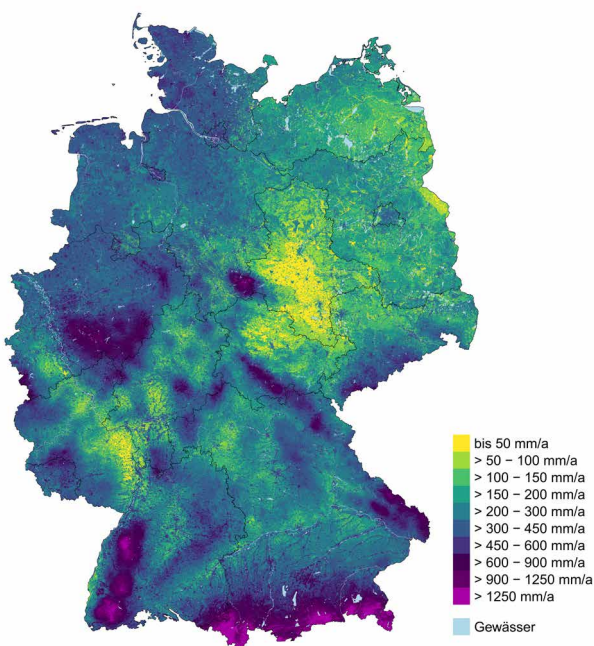 bis 50 mm/a
> 50 − 100 mm/a
> 100 − 150 mm/a
> 150 − 200 mm/a
> 200 − 300 mm/a
> 300 − 450 mm/a
> 450 − 600 mm/a
> 600 − 900 mm/a
> 900 − 1250 mm/a
> 1250 mm/a
Gewässer